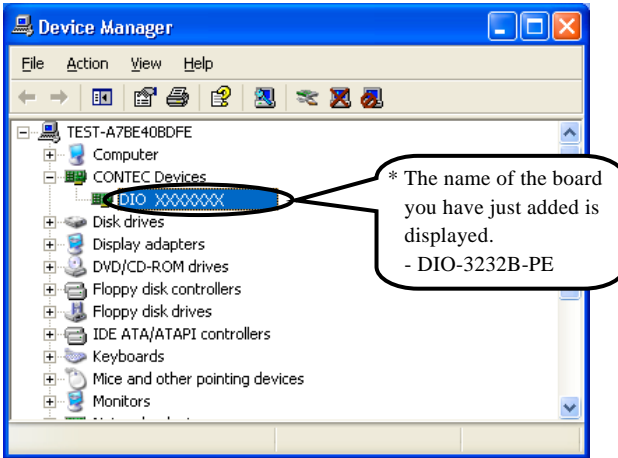 Device Manager
File Action View Help
TEST-A7BE40BDFE
Computer
CONTEC Devices
DIO XXXXXXXX
* The name of the board
you have just added is
displayed.
- DIO-3232B-PE
Disk drives
Display adapters
DVD/CD-ROM drives
Floppy disk controllers
Floppy disk drives
IDE ATA/ATAPI controllers
Keyboards
Mice and other pointing devices
Monitors